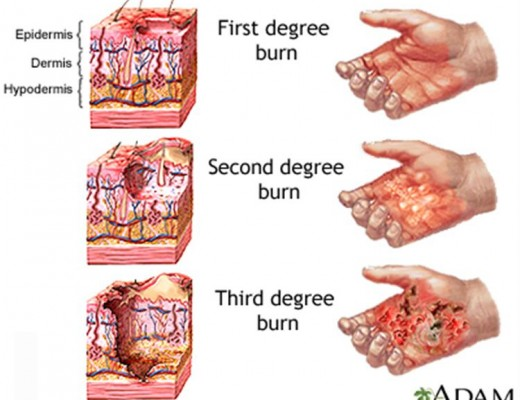 Epidermis
Dermis
Hypodermis
First degree
burn
Second degree
burn
Third degree
burn
ADAM